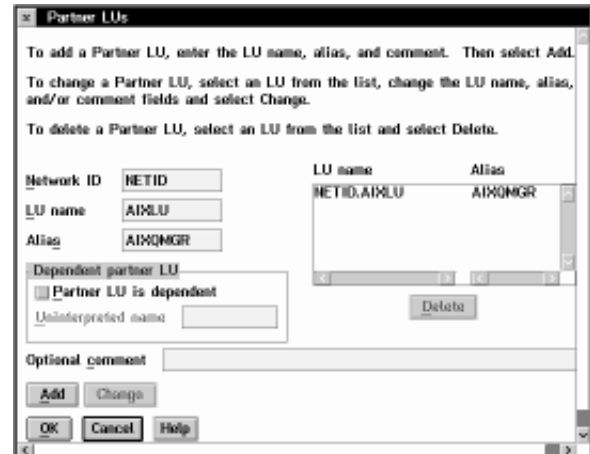 Partner LUs
To add a Partner LU, enter the LU name, alias, and comment. Then select Add.
To change a Partner LU, select an LU from the list, change the LU name, alias,
and/or comment fields and select Change.
To delete a Partner LU, select an LU from the list and select Delete.
LU name Alias
Network ID NETID
NETID.AIXLU AIXQMGR
LU name AIXLU
Alias AIXQMGR
Dependent partner LU
Partner LU is dependent
Uninterpreted name
Delete
Optional comment
Add Change
OK Cancel Help